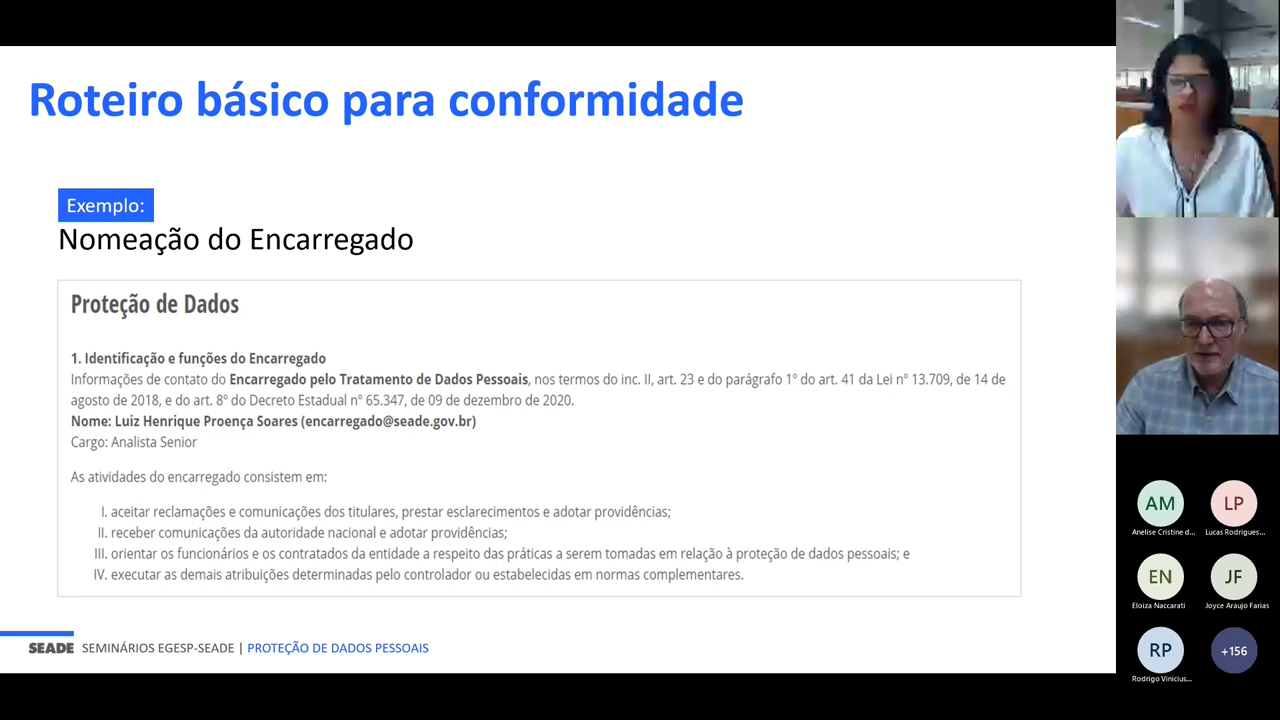 Roteiro básico para conformidade
Exemplo:
Nomeação do Encarregado
Proteção de Dados
1. Identificação e funções do Encarregado
Informações de contato do Encarregado pelo Tratamento de Dados Pessoais, nos termos do inc. II, art. 23 e do parágrafo 1º do art. 41 da Lei nº 13.709, de 14 de
agosto de 2018, e do art. 8º do Decreto Estadual nº 65.347, de 09 de dezembro de 2020.
Nome: Luiz Henrique Proença Soares (encarregado@seade.gov.br)
Cargo: Analista Senior
As atividades do encarregado consistem em:
I. aceitar reclamações e comunicações dos titulares, prestar esclarecimentos e adotar providências;
II. receber comunicações da autoridade nacional e adotar providências;
III. orientar os funcionários e os contratados da entidade a respeito das práticas a serem tomadas em relação à proteção de dados pessoais; e
IV. executar as demais atribuições determinadas pelo controlador ou estabelecidas em normas complementares.
SEADE SEMINÁRIOS EGESP-SEADE | PROTEÇÃO DE DADOS PESSOAIS
AM
LP
Anelise Cristine d...
Lucas Rodrigues...
EN
JF
Eloiza Naccarati
Joyce Araujo Farias
RP
+156
Rodrigo Vinicius...